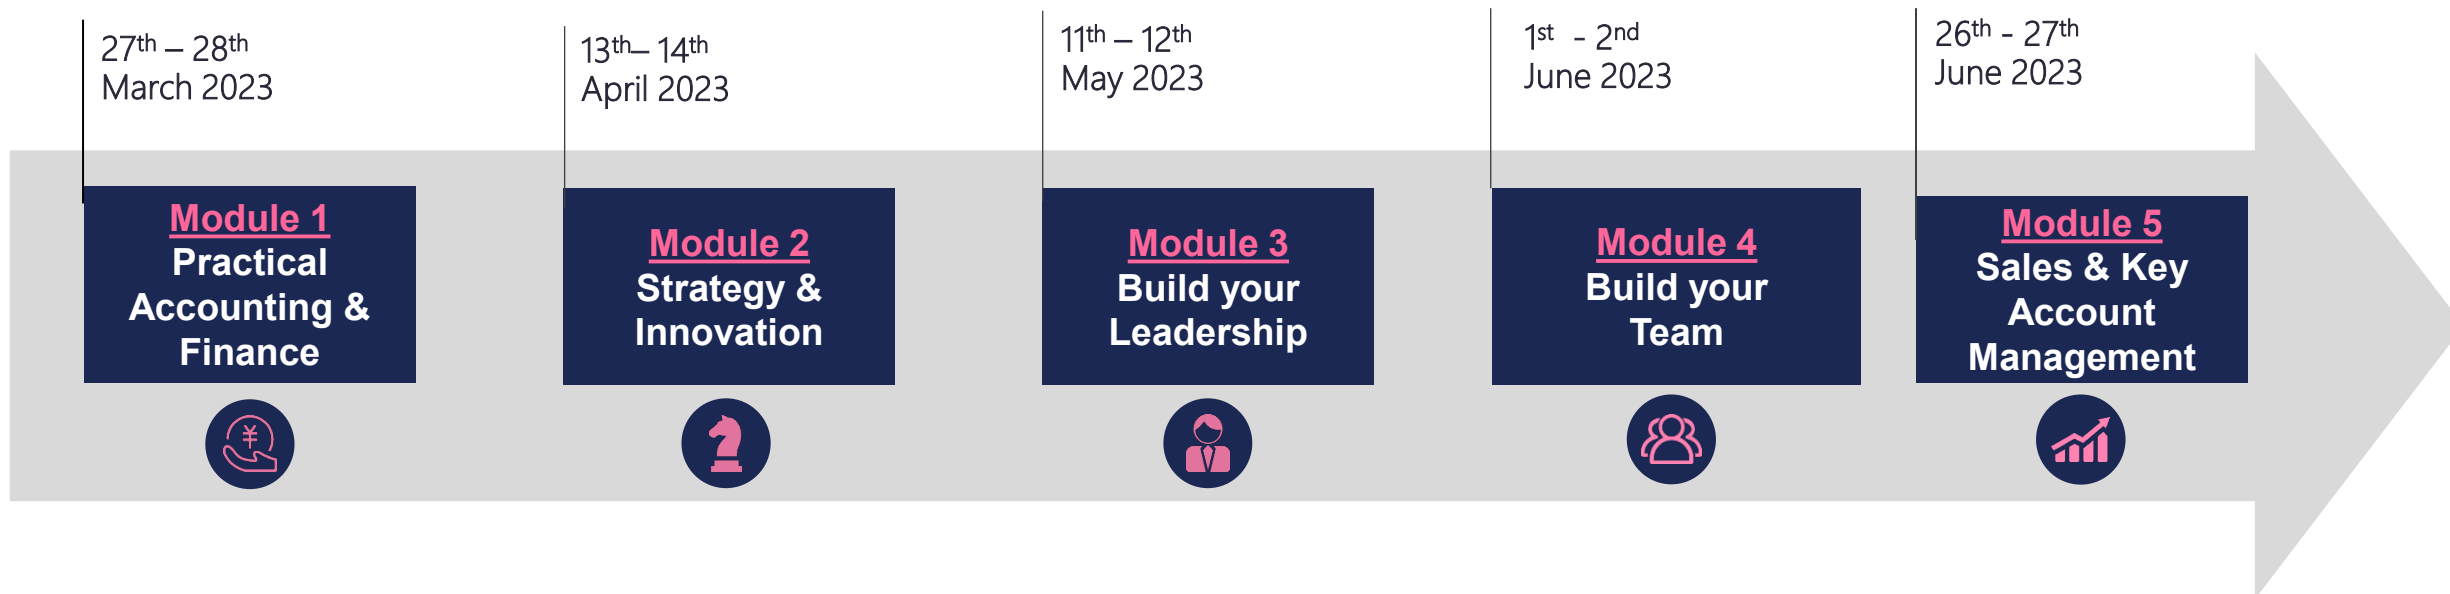 27th – 28th
March 2023
13th– 14th
April 2023
11th – 12th
May 2023
1st - 2nd
June 2023
26th - 27th
June 2023
Module 1
Practical
Accounting &
Finance
¥
Module 2
Strategy &
Innovation
Module 3
Build your
Leadership
Module 4
Build your
Team
Module 5
Sales & Key
Account
Management